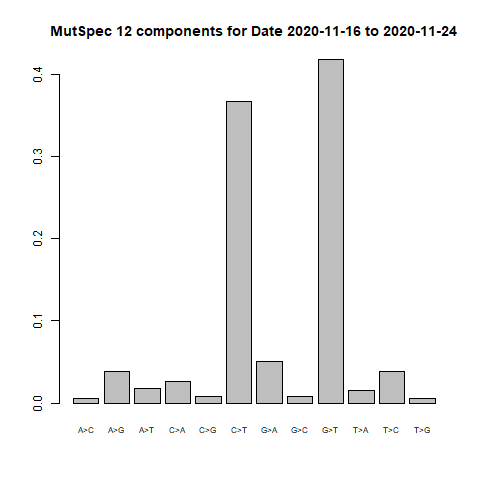 MutSpec 12 components for Date 2020-11-16 to 2020-11-24
0.4
0.3
0.2
0.1
0.0
A>C A>G A>T C>A C>G C>T G>A G>C G>T T>A T>C T>G